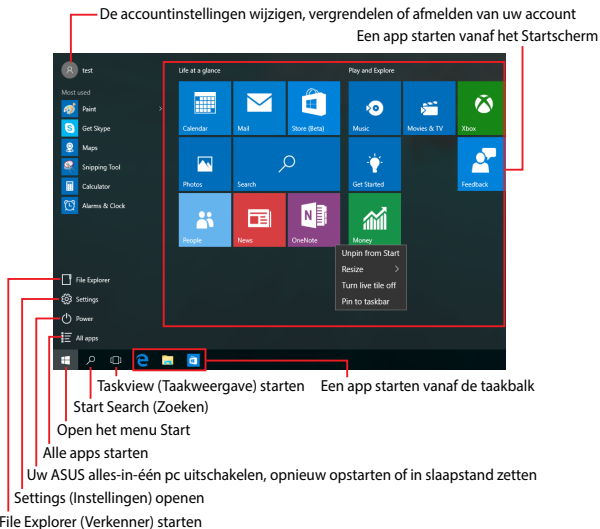 De accountinstellingen wijzigen, vergrendelen of afmelden van uw account
Een app starten vanaf het Startscherm
test
Life at a glance
Play and Explore
Most used
Paint
Get Skype
Maps
Snipping Tool
Calculator
Alarms & Clock
Calendar
Mail
Store (Beta)
Music
Movies & TV
Xbox
Photos
Search
Get Started
Feedback
People
News
OneNote
Money
Unpin from Start
Resize
Turn live tile off
Pin to taskbar
File Explorer
Settings
Power
All apps
Taskview (Taakweergave) starten
Een app starten vanaf de taakbalk
Start Search (Zoeken)
Open het menu Start
Alle apps starten
Uw ASUS alles-in-één pc uitschakelen, opnieuw opstarten of in slaapstand zetten
Settings (Instellingen) openen
File Explorer (Verkenner) starten